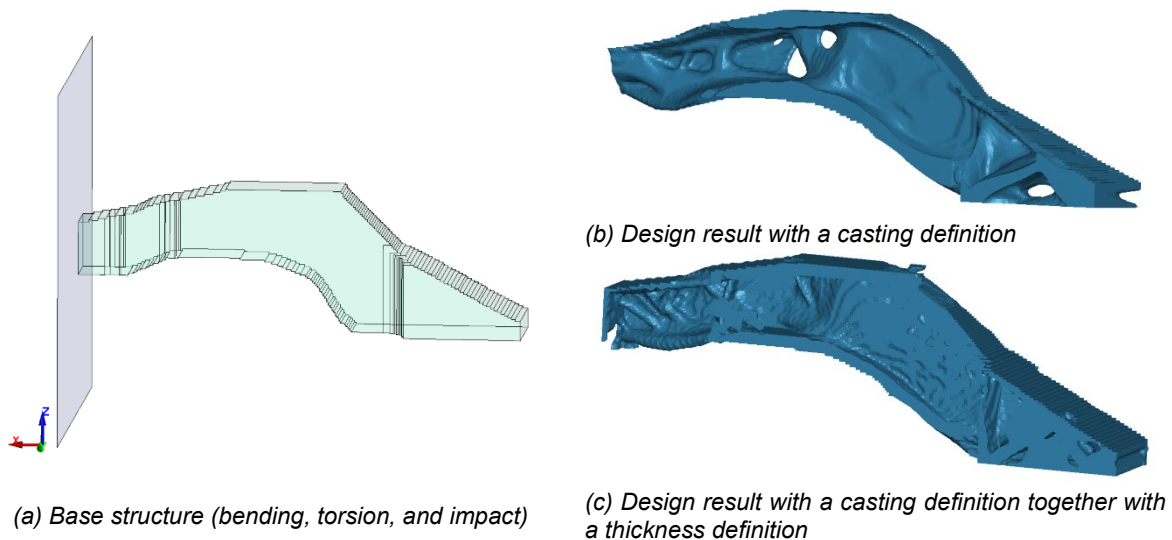 Z
X
(a) Base structure (bending, torsion, and impact)
(b) Design result with a casting definition
(c) Design result with a casting definition together with
a thickness definition